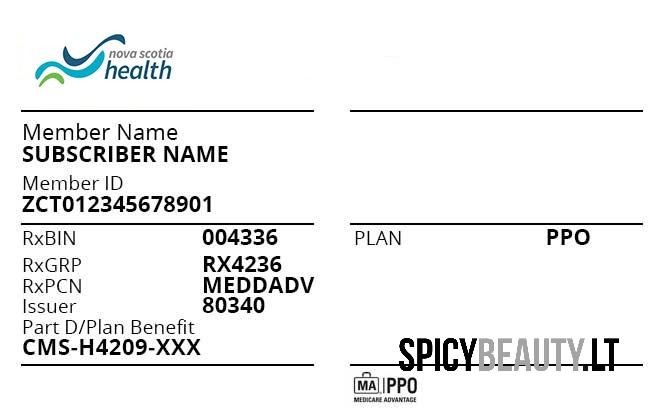 nova scotia
health
Member Name
SUBSCRIBER NAME
Member ID
ZCT012345678901
RxBIN 004336
RxGRP RX4236
RxPCN MEDDADV
Issuer 80340
Part D/Plan Benefit
CMS-H4209-XXX
PLAN PPO
SPICYBEAUTY.LT
MA PPO
MEDICARE ADVANTAGE